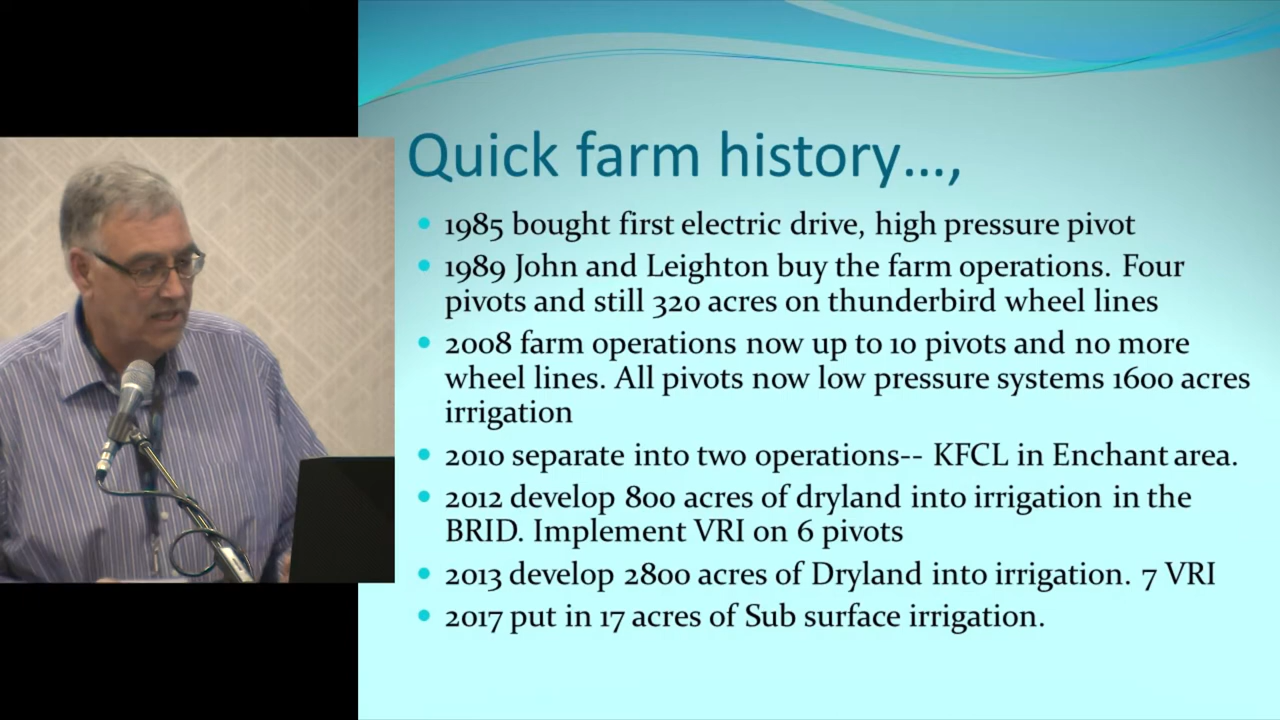 Quick farm history...,
1985 bought first electric drive, high pressure pivot
1989 John and Leighton buy the farm operations. Four
pivots and still 320 acres on thunderbird wheel lines
2008 farm operations now up to 10 pivots and no more
wheel lines. All pivots now low pressure systems 1600 acres
irrigation
2010 separate into two operations-- KFCL in Enchant area.
2012 develop 800 acres of dryland into irrigation in the
BRID. Implement VRI on 6 pivots
2013 develop 2800 acres of Dryland into irrigation. 7 VRI
2017 put in 17 acres of Sub surface irrigation.